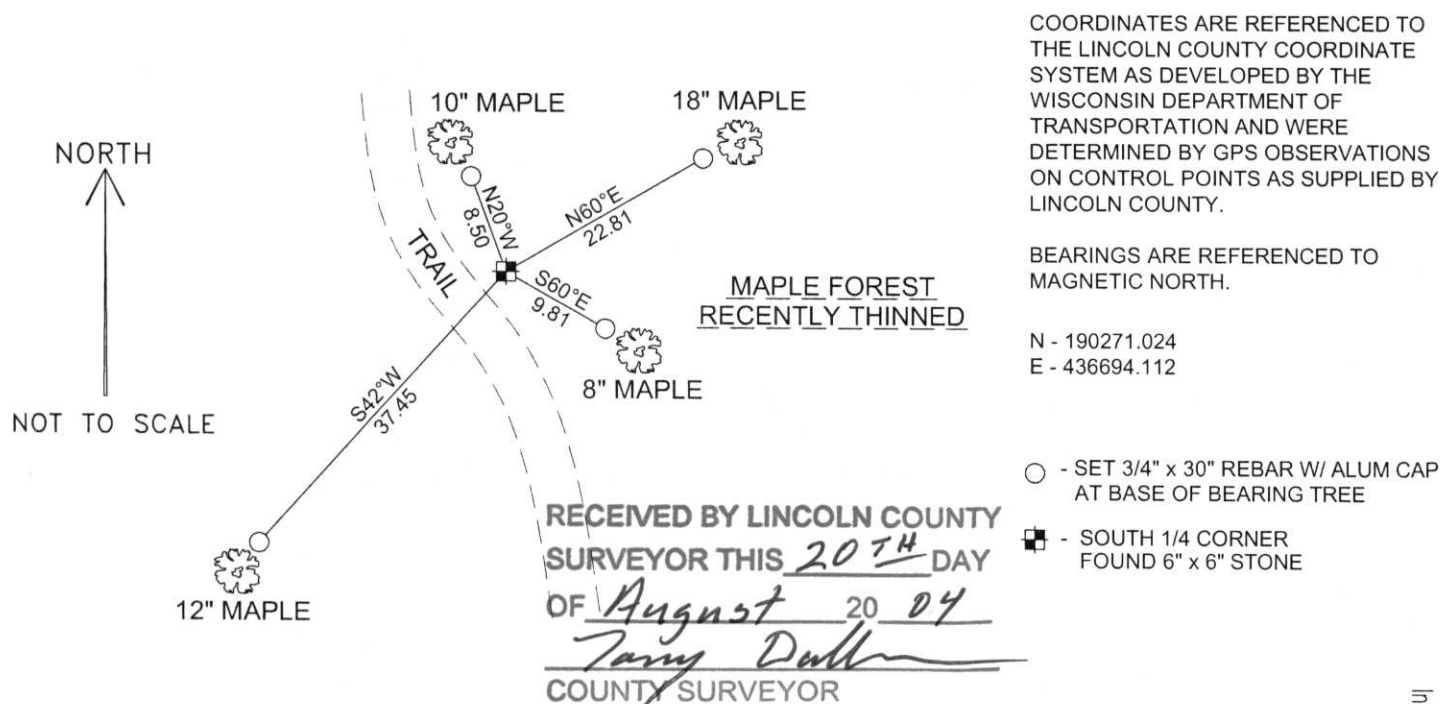 COORDINATES ARE REFERENCED TO
THE LINCOLN COUNTY COORDINATE
SYSTEM AS DEVELOPED BY THE
WISCONSIN DEPARTMENT OF
TRANSPORTATION AND WERE
DETERMINED BY GPS OBSERVATIONS
ON CONTROL POINTS AS SUPPLIED BY
LINCOLN COUNTY.
BEARINGS ARE REFERENCED TO
MAGNETIC NORTH.
N - 190271.024
E - 436694.112
10" MAPLE
18" MAPLE
NORTH
N20°W
8.50
N60°E
22.81
TRAIL
S60°E
9.81
MAPLE FOREST
RECENTLY THINNED
8" MAPLE
S42°W
37.45
NOT TO SCALE
12" MAPLE
- SET 3/4" x 30" REBAR W/ ALUM CAP
AT BASE OF BEARING TREE
- SOUTH 1/4 CORNER
FOUND 6" x 6" STONE
RECEIVED BY LINCOLN COUNTY
SURVEYOR THIS 20TH DAY
OF August 20 04
COUNTY SURVEYOR